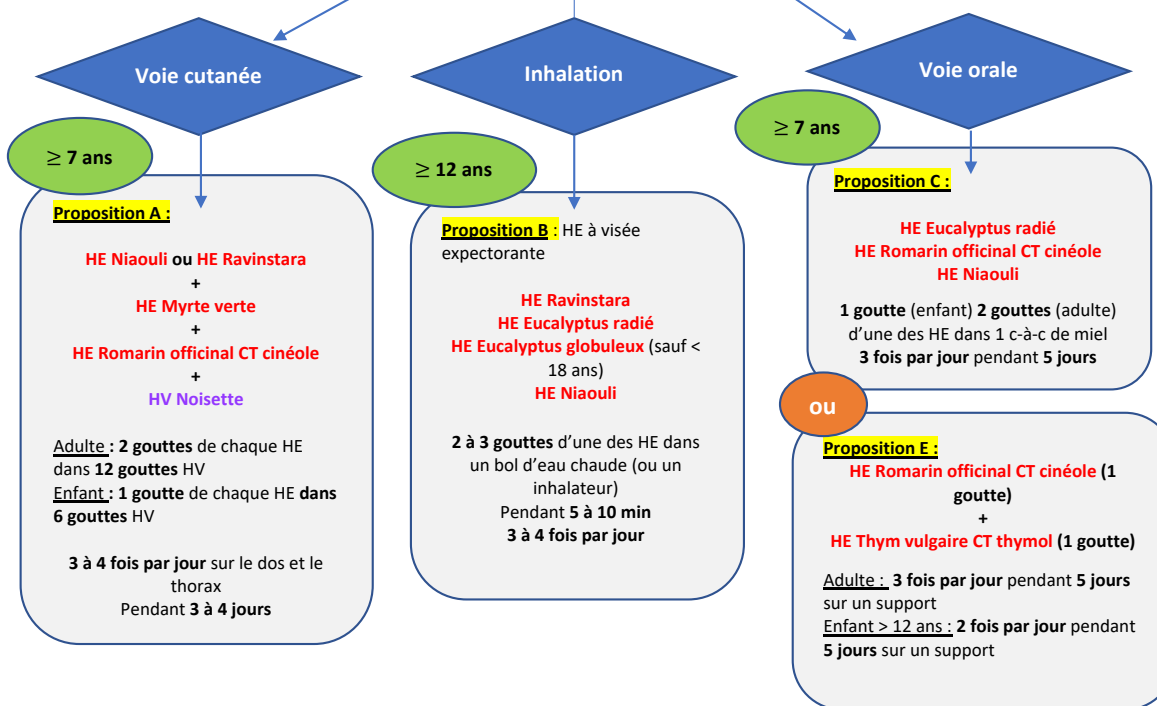 Voie cutanée
≥ 7 ans
Proposition A :
HE Niaouli ou HE Ravinstara
+
HE Myrte verte
+
HE Romarin officinal CT cinéole
+
HV Noisette
Adulte : 2 gouttes de chaque HE
dans 12 gouttes HV
Enfant : 1 goutte de chaque HE dans
6 gouttes HV
3 à 4 fois par jour sur le dos et le
thorax
Pendant 3 à 4 jours
Inhalation
≥ 12 ans
Proposition B : HE à visée
expectorante
HE Ravinstara
HE Eucalyptus radié
HE Eucalyptus globuleux (sauf <
18 ans)
HE Niaouli
2 à 3 gouttes d'une des HE dans
un bol d'eau chaude (ou un
inhalateur)
Pendant 5 à 10 min
3 à 4 fois par jour
Voie orale
≥ 7 ans
Proposition C :
HE Eucalyptus radié
HE Romarin officinal CT cinéole
HE Niaouli
1 goutte (enfant) 2 gouttes (adulte)
d'une des HE dans 1 c-à-c de miel
3 fois par jour pendant 5 jours
ou
Proposition E :
HE Romarin officinal CT cinéole (1
goutte)
+
HE Thym vulgaire CT thymol (1 goutte)
Adulte : 3 fois par jour pendant 5 jours
sur un support
Enfant > 12 ans : 2 fois par jour pendant
5 jours sur un support